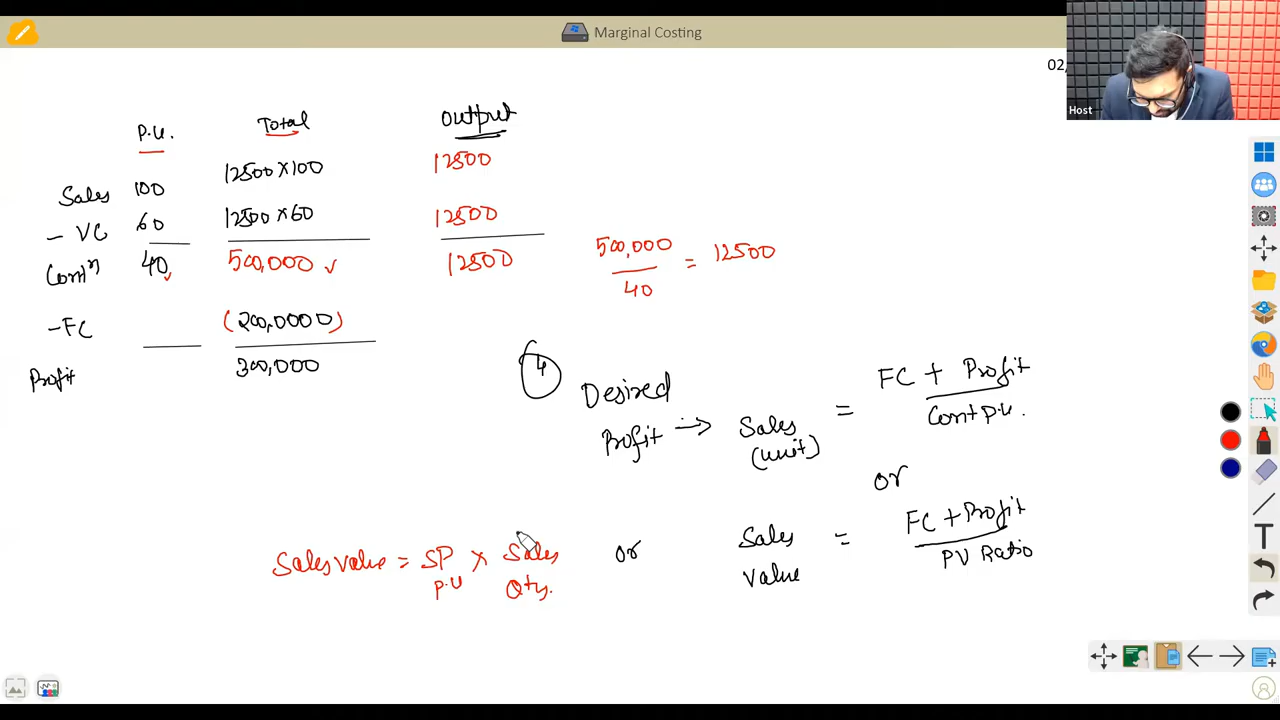 Marginal Costing
02/
Host
P.U. Total Output
Sales 100 12500 x 100 12500
- VC 60 12500 x 60 12500
Contn 40 500,000 12500
500,000 / 40 = 12500
- FC (200,0000)
Profit 300,000
4
Desired Profit → Sales (unit) = FC + Profit / Cont p.u.
or
Sales value = SP P.U x Sales Qty. or Sales value = FC + Profit / PV Ratio